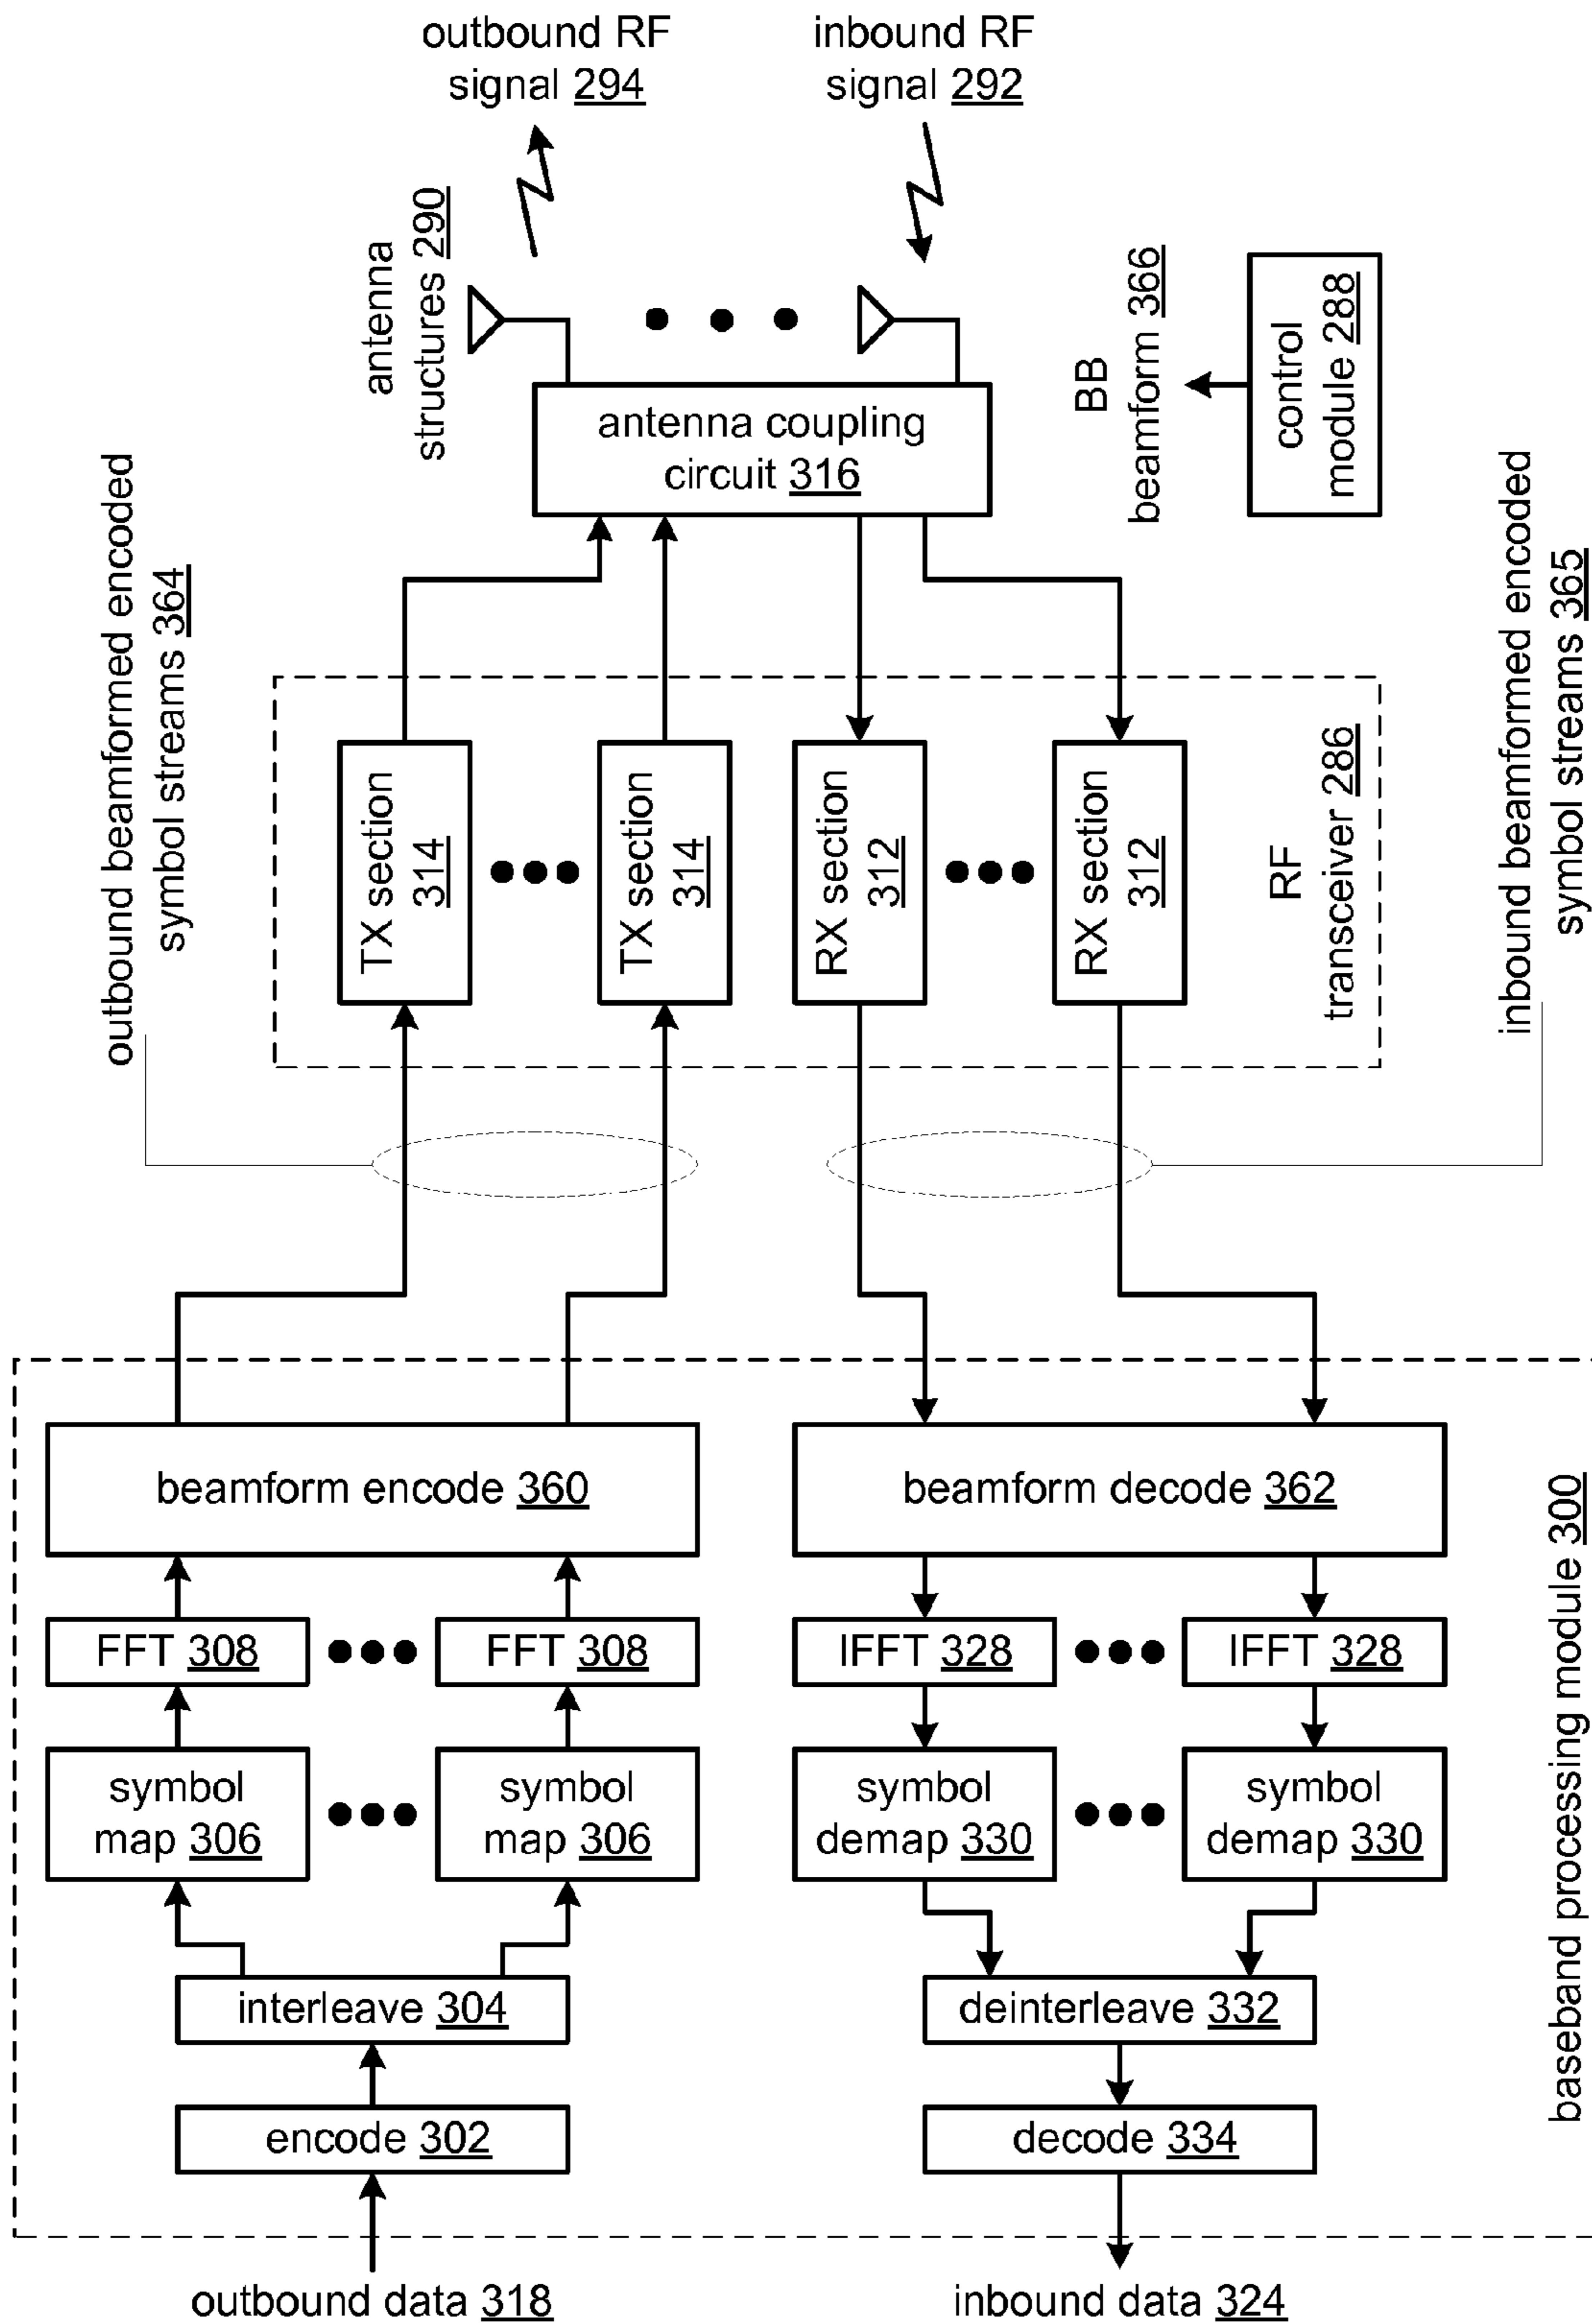 outbound RF
signal 294
inbound RF
signal 292
antenna
structures 290
antenna coupling
circuit 316
BB
beamform 366
control
module 288
outbound beamformed encoded
symbol streams 364
inbound beamformed encoded
symbol streams 365
TX section
314
TX section
314
RX section
312
RX section
312
RF
transceiver 286
beamform encode 360
beamform decode 362
FFT 308
FFT 308
IFFT 328
IFFT 328
symbol
map 306
symbol
map 306
symbol
demap 330
symbol
demap 330
interleave 304
deinterleave 332
encode 302
decode 334
baseband processing module 300
outbound data 318
inbound data 324